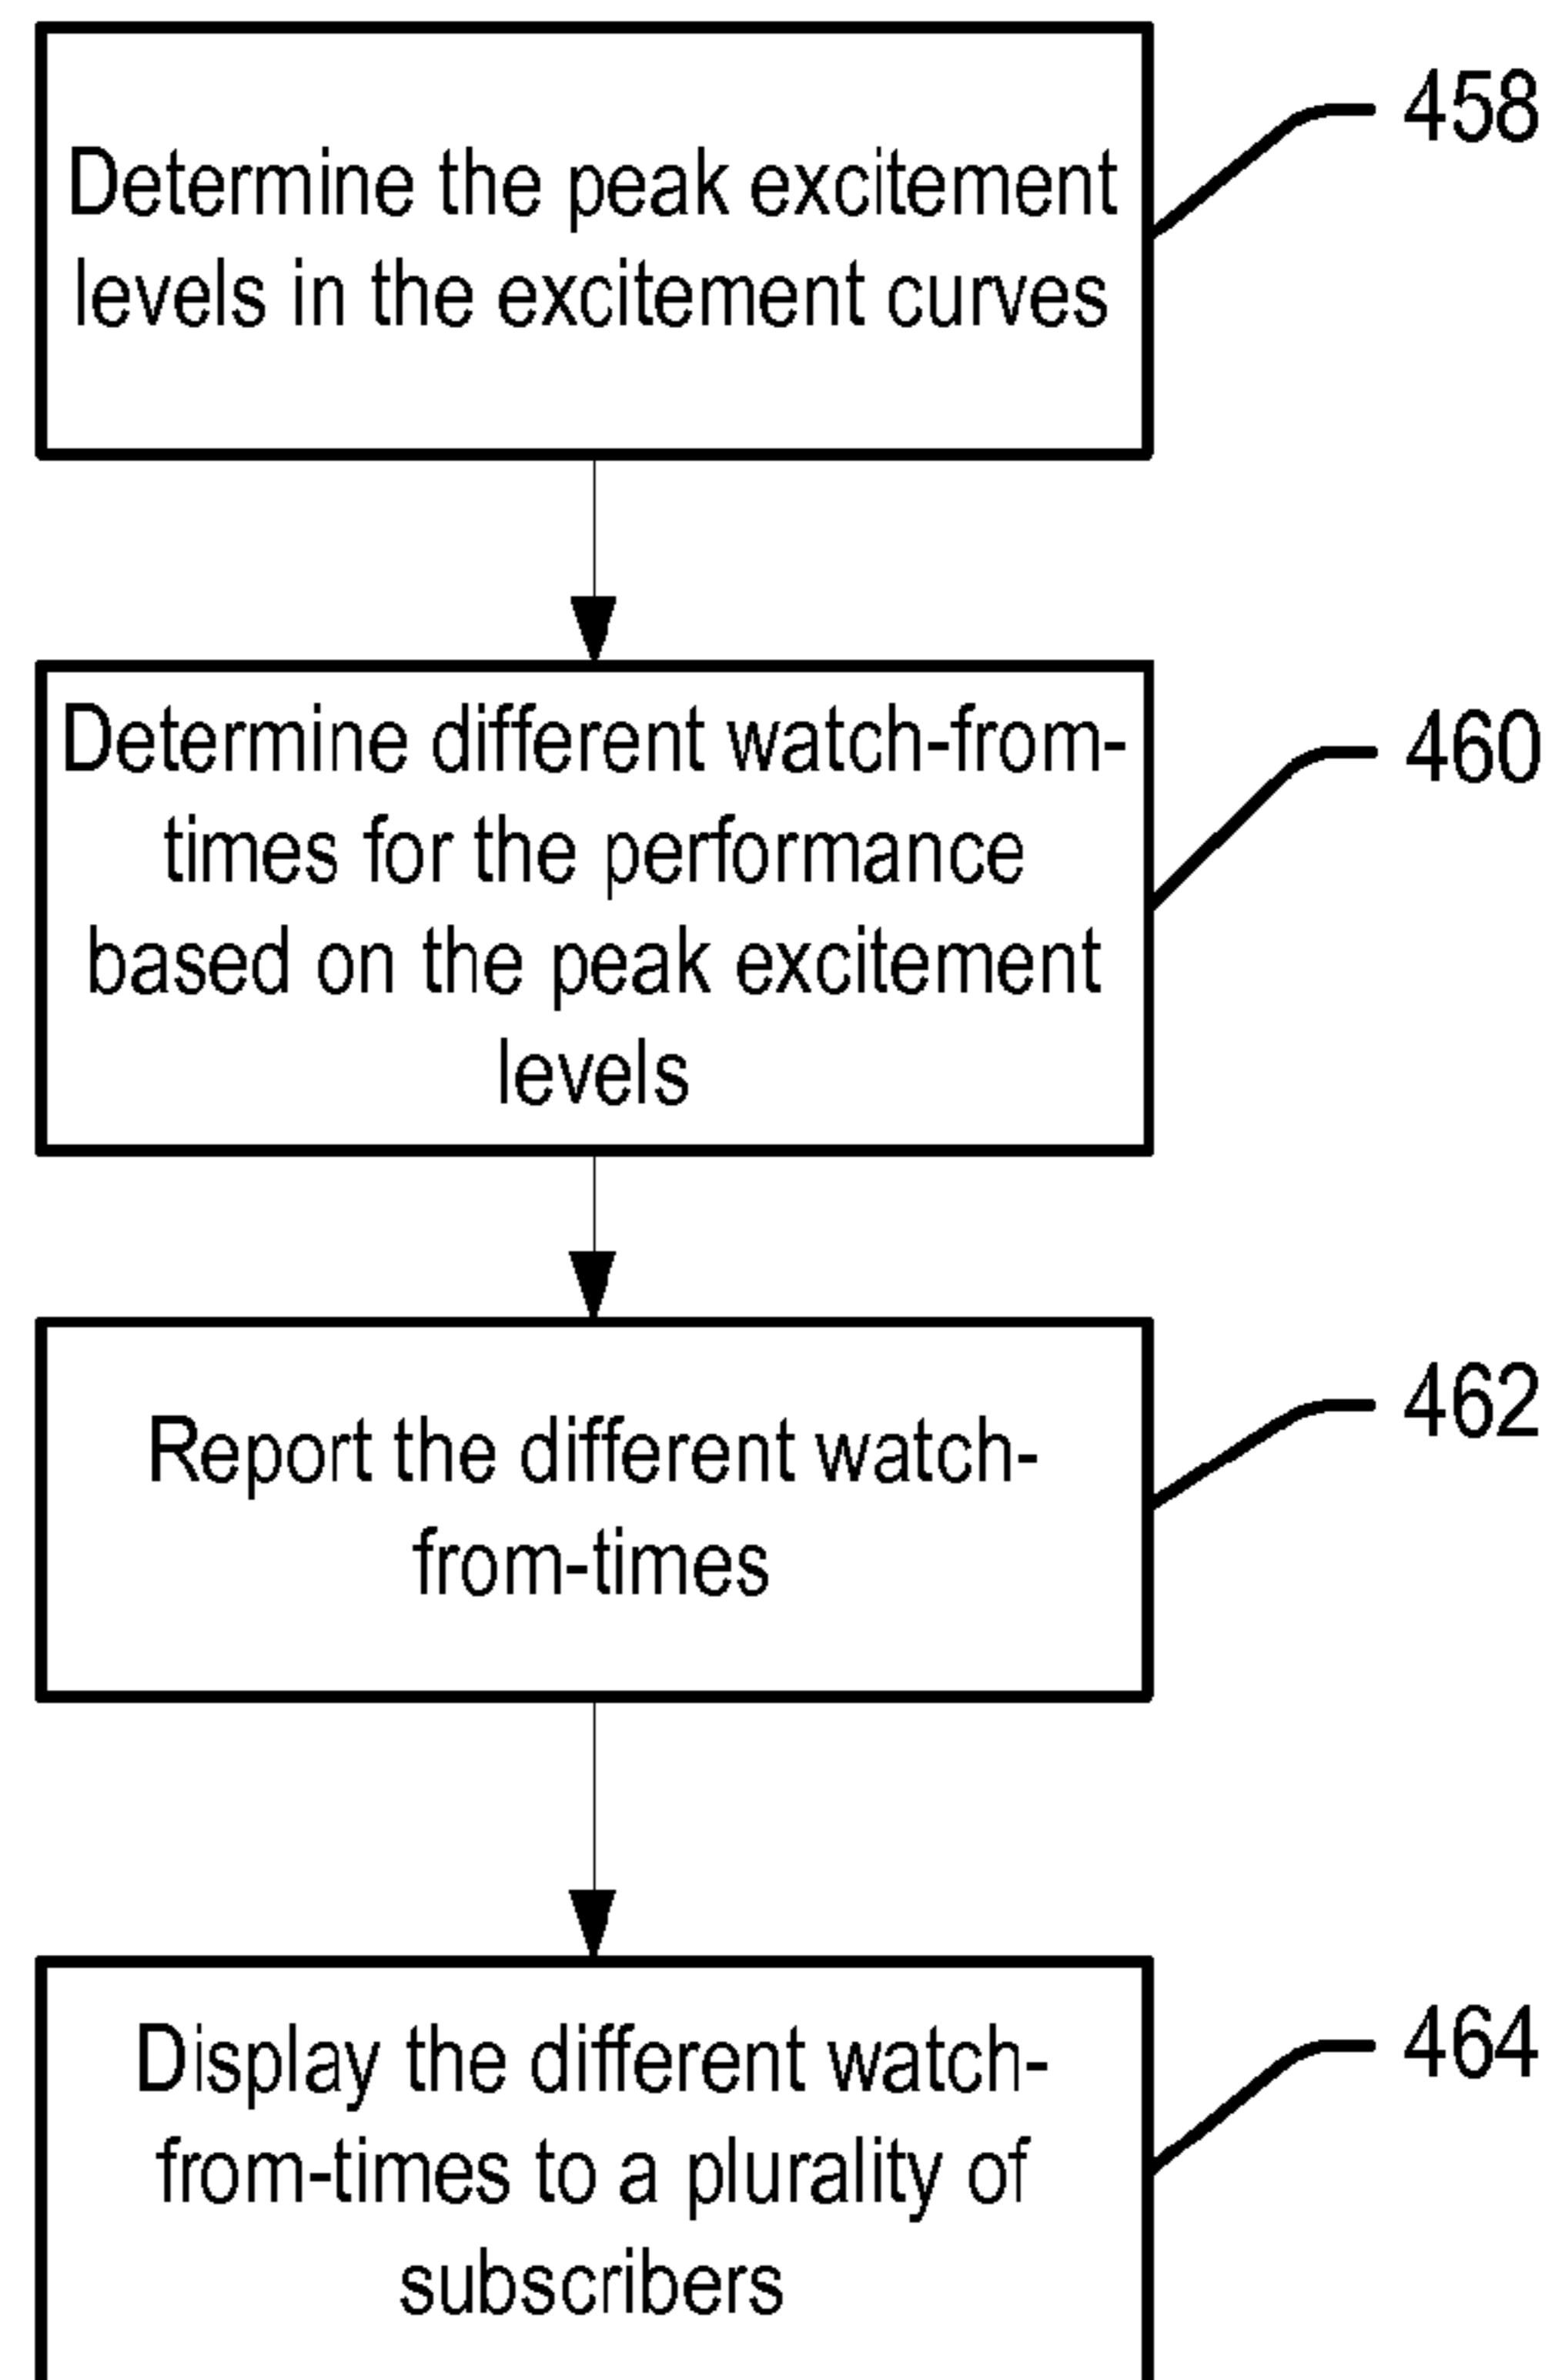 458
Determine the peak excitement
levels in the excitement curves
Determine different watch-from-
times for the performance
based on the peak excitement
levels
460
Report the different watch-
from-times
462
Display the different watch-
from-times to a plurality of
subscribers
464